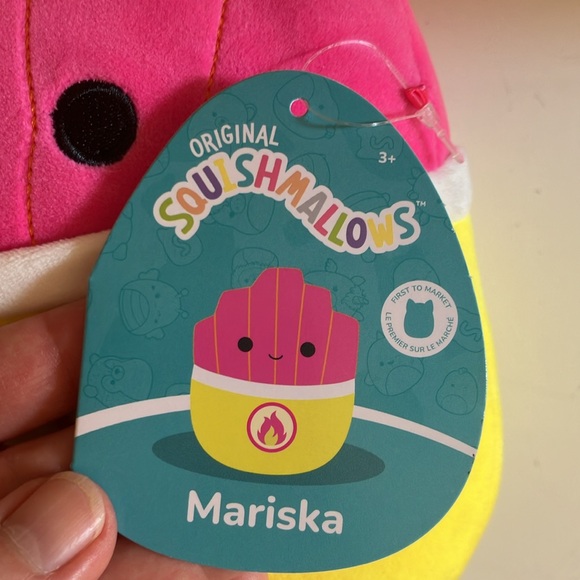 ORIGINAL
SQUISHMALLOWS™
3+
FIRST TO MARKET
LE PREMIER SUR LE MARCHÉ
Mariska